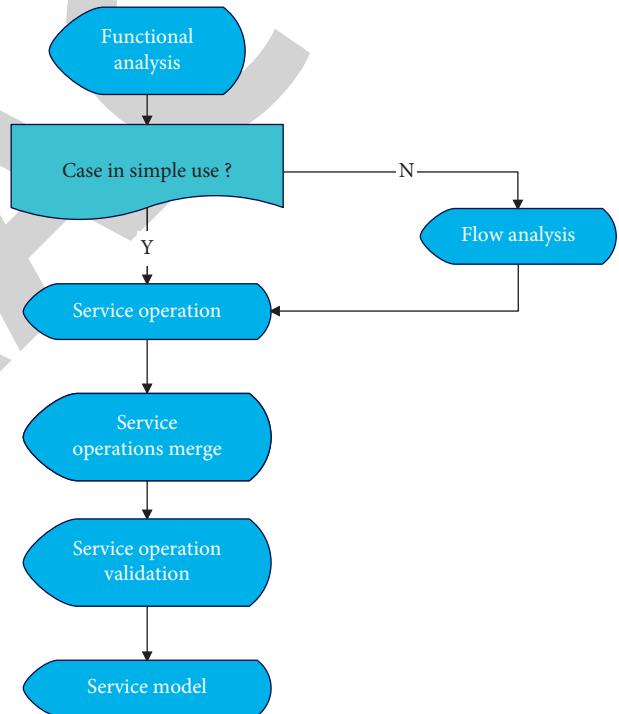 Functional
analysis
Case in simple use ?
N
Flow analysis
Y
Service operation
Service
operations merge
Service operation
validation
Service model